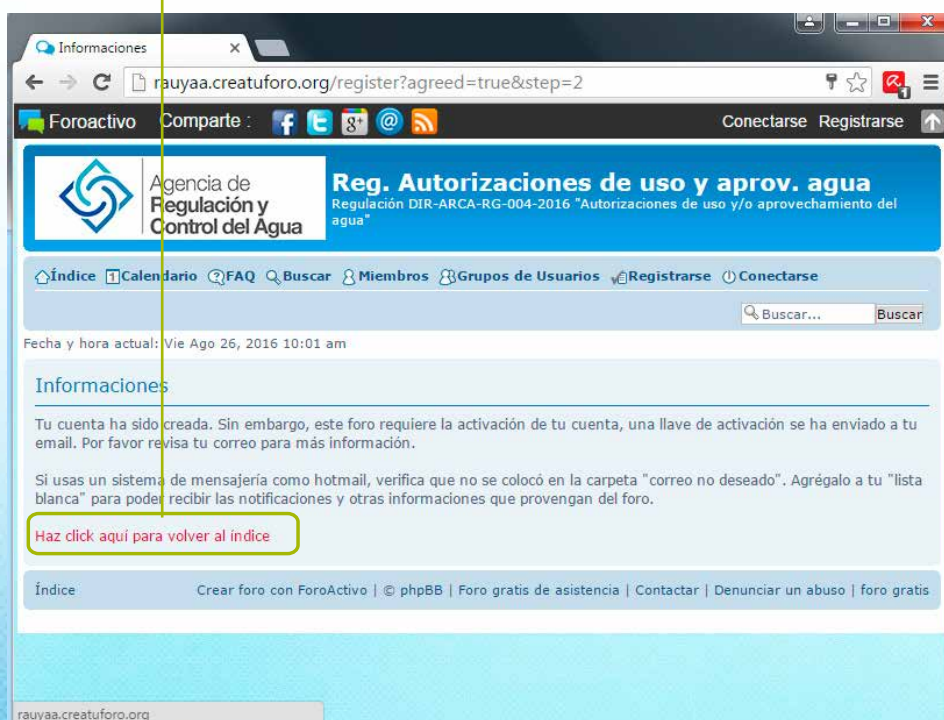 Informaciones
rauyaa.creatuforo.org/register?agreed=true&step=2
1
Foroactivo Comparte : Conectarse Registrarse
Agencia de
Regulación y
Control del Agua
Reg. Autorizaciones de uso y aprov. agua
Regulación DIR-ARCA-RG-004-2016 "Autorizaciones de uso y/o aprovechamiento del
agua"
Índice Calendario FAQ Buscar Miembros Grupos de Usuarios Registrarse Conectarse
Buscar... Buscar
Fecha y hora actual: Vie Ago 26, 2016 10:01 am
Informaciones
Tu cuenta ha sido creada. Sin embargo, este foro requiere la activación de tu cuenta, una llave de activación se ha enviado a tu
email. Por favor revisa tu correo para más información.
Si usas un sistema de mensajería como hotmail, verifica que no se colocó en la carpeta "correo no deseado". Agrégalo a tu "lista
blanca" para poder recibir las notificaciones y otras informaciones que provengan del foro.
Haz click aquí para volver al índice
Índice Crear foro con ForoActivo | © phpBB | Foro gratis de asistencia | Contactar | Denunciar un abuso | foro gratis
rauyaa.creatuforo.org